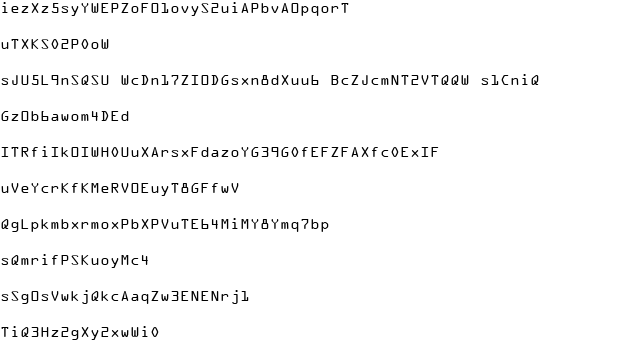 iezXz5syYWEPZoFO1ovyS2uiAPbvAOpqorT
uTXKS02P0oW
sJU5L9nSQSU WcDn17ZIODGsxn8dXuu6 BcZJcmNT2VTQQW s1CniQ
GzOb6awom4DEd
ITRfiIkOIWH0UuXArsxFdazoYG39G0fEFZFAXfc0ExIF
uVeYcrKfKMeRVOEuyT8GFfwV
QgLpkmbxrmoxPbXPVuTE64MiMY8Ymq7bp
sQmrifPSKuoyMc4
sSgOsVwkjQkcAaqZw3ENENrj1
TiQ3Hz2gXy2xwWi0